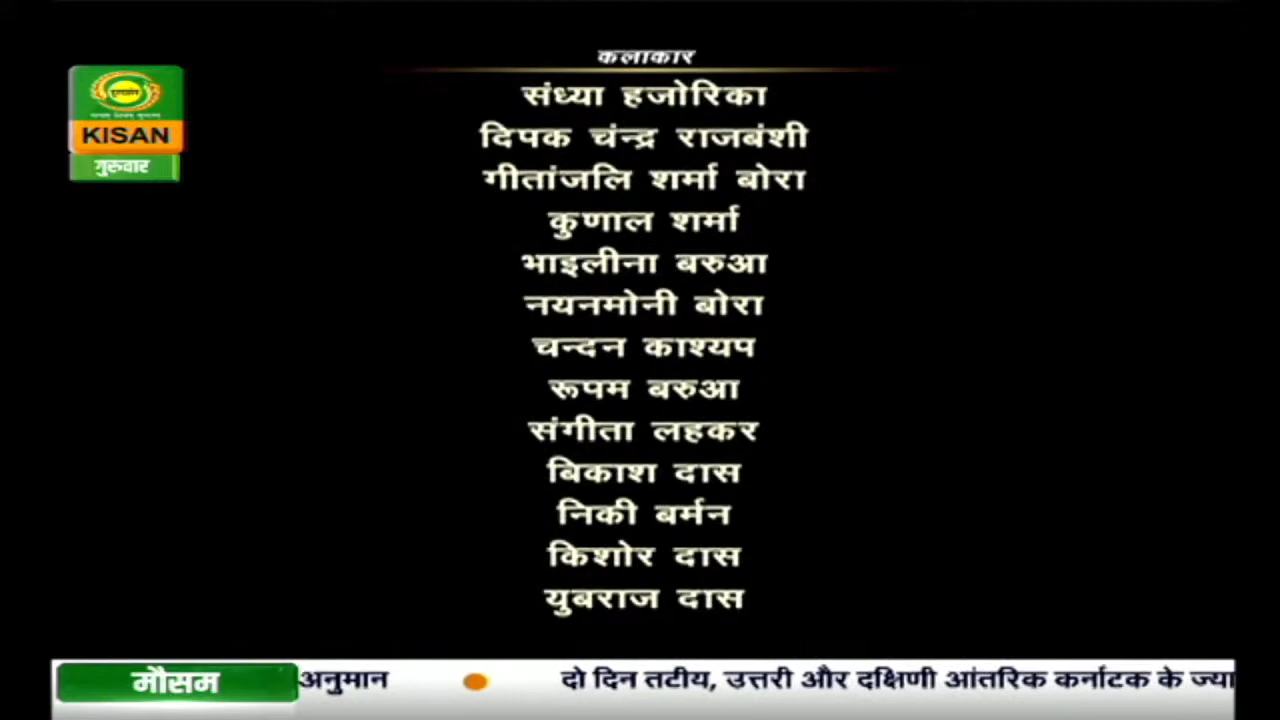 कलाकार
संध्या हजोरिका
दिपक चंन्द्र राजबंशी
गीतांजलि शर्मा बोरा
कुणाल शर्मा
भाइलीना बरुआ
नयनमोनी बोरा
चन्दन काश्यप
रूपम बरुआ
संगीता लहकर
बिकाश दास
निकी बर्मन
किशोर दास
युबराज दास
KISAN
गुरुवार
मौसम
अनुमान
दो दिन तटीय, उत्तरी और दक्षिणी आंतरिक कर्नाटक के ज्या